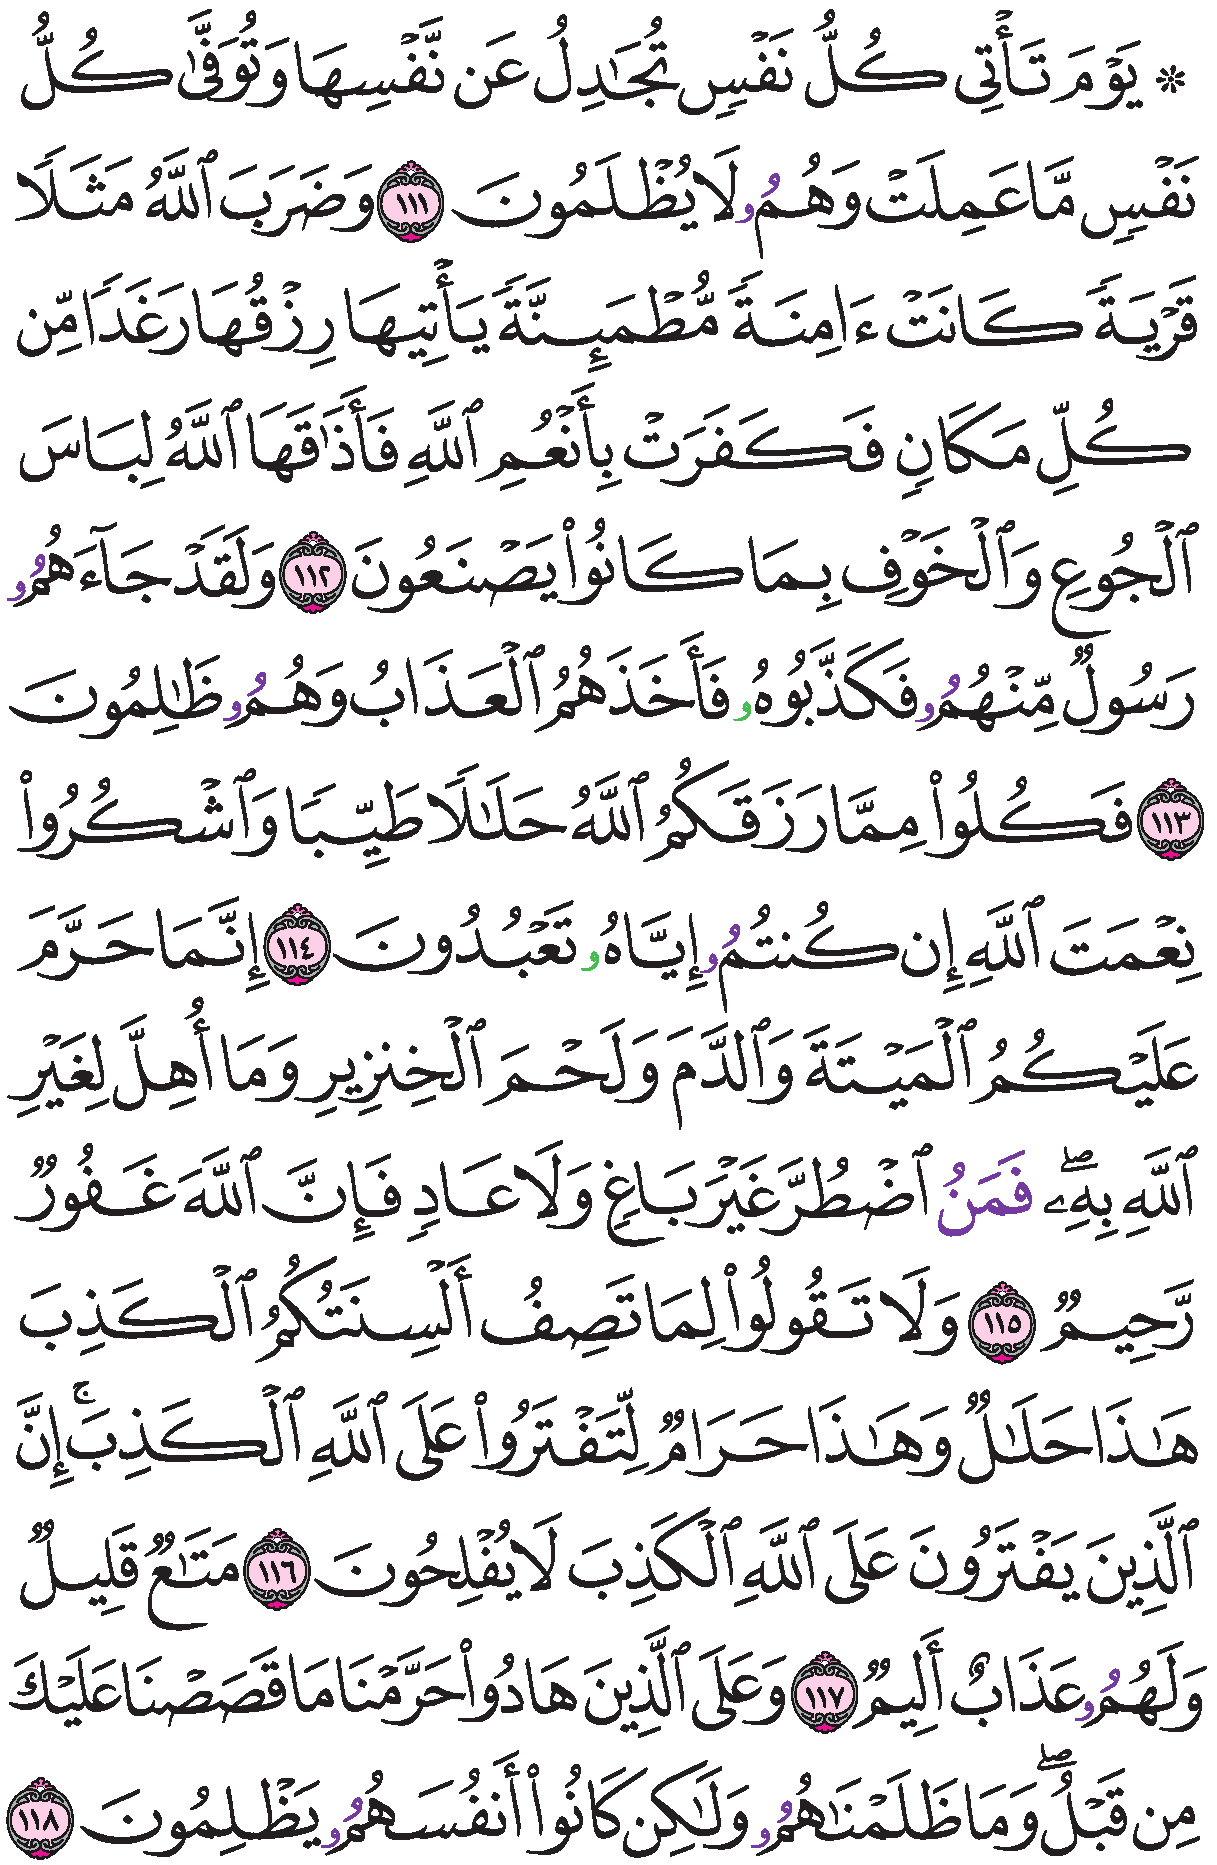 ۞ يَوۡمَ تَأۡتِي كُلُّ نَفۡسٖ تُجَٰدِلُ عَن نَّفۡسِهَا وَتُوَفَّىٰ كُلُّ
نَفۡسٖ مَّا عَمِلَتۡ وَهُمُۥ لَا يُظۡلَمُونَ ١١١ وَضَرَبَ ٱللَّهُ مَثَلٗا
قَرۡيَةٗ كَانَتۡ ءَامِنَةٗ مُّطۡمَئِنَّةٗ يَأۡتِيهَا رِزۡقُهَا رَغَدٗا مِّن
كُلِّ مَكَانٖ فَكَفَرَتۡ بِأَنۡعُمِ ٱللَّهِ فَأَذَٰقَهَا ٱللَّهُ لِبَاسَ
ٱلۡجُوعِ وَٱلۡخَوۡفِ بِمَا كَانُواْ يَصۡنَعُونَ ١١٢ وَلَقَدۡ جَآءَهُمُۥ
رَسُولٞ مِّنۡهُمُۥ فَكَذَّبُوهُۥ فَأَخَذَهُمُ ٱلۡعَذَابُ وَهُمُۥ ظَٰلِمُونَ
١١٣ فَكُلُواْ مِمَّا رَزَقَكُمُ ٱللَّهُ حَلَٰلٗا طَيِّبٗا وَٱشۡكُرُواْ
نِعۡمَتَ ٱللَّهِ إِن كُنتُمُۥ إِيَّاهُۥ تَعۡبُدُونَ ١١٤ إِنَّمَا حَرَّمَ
عَلَيۡكُمُ ٱلۡمَيۡتَةَ وَٱلدَّمَ وَلَحۡمَ ٱلۡخِنزِيرِ وَمَا أُهِلَّ لِغَيۡرِ
ٱللَّهِ بِهِۦۖ فَمَنُ ٱضۡطُرَّ غَيۡرَ بَاغٖ وَلَا عَادٖ فَإِنَّ ٱللَّهَ غَفُورٞ
رَّحِيمٞ ١١٥ وَلَا تَقُولُواْ لِمَا تَصِفُ أَلۡسِنَتُكُمُ ٱلۡكَذِبَ
هَٰذَا حَلَٰلٞ وَهَٰذَا حَرَامٞ لِّتَفۡتَرُواْ عَلَى ٱللَّهِ ٱلۡكَذِبَۚ إِنَّ
ٱلَّذِينَ يَفۡتَرُونَ عَلَى ٱللَّهِ ٱلۡكَذِبَ لَا يُفۡلِحُونَ ١١٦ مَتَٰعٞ قَلِيلٞ
وَلَهُمُۥ عَذَابٌ أَلِيمٞ ١١٧ وَعَلَى ٱلَّذِينَ هَادُواْ حَرَّمۡنَا مَا قَصَصۡنَا عَلَيۡكَ
مِن قَبۡلُۖ وَمَا ظَلَمۡنَٰهُمُۥ وَلَٰكِن كَانُواْ أَنفُسَهُمُۥ يَظۡلِمُونَ ١١٨